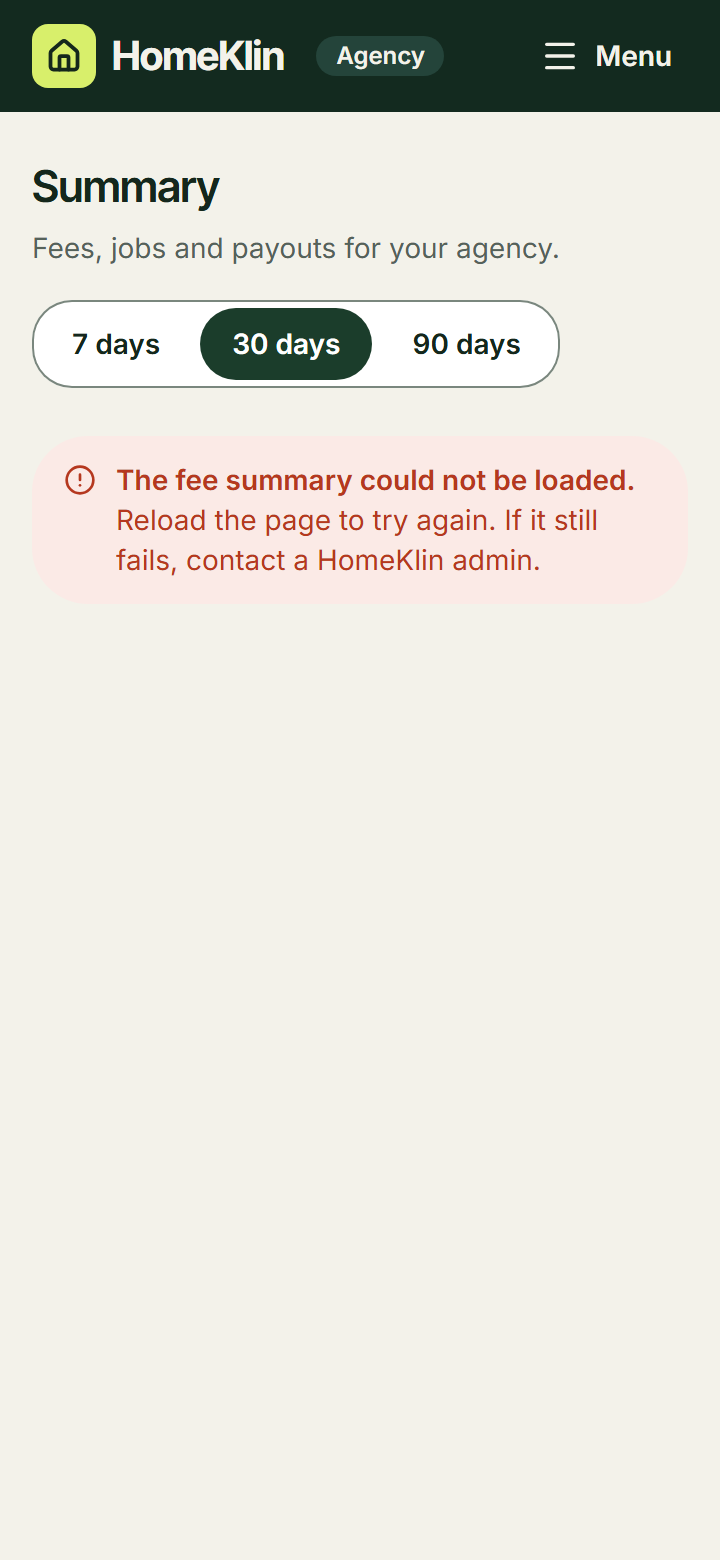 HomeKlin
Agency
Menu
Summary
Fees, jobs and payouts for your agency.
7 days
30 days
90 days
The fee summary could not be loaded.
Reload the page to try again. If it still
fails, contact a HomeKlin admin.